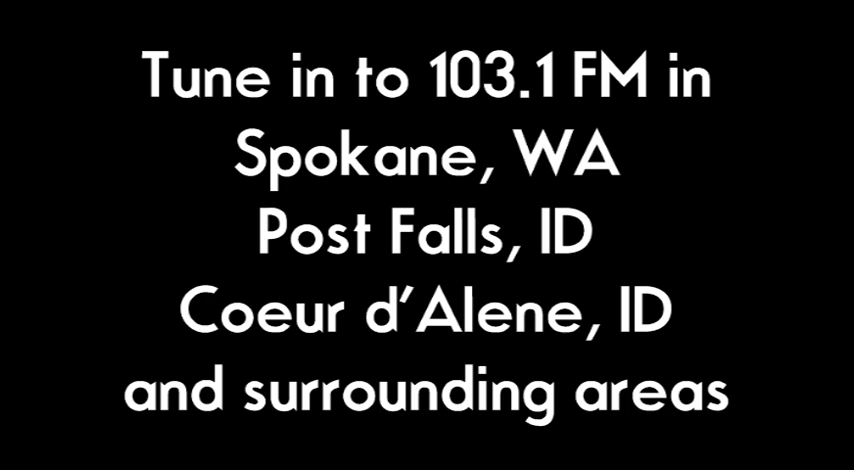 Tune in to 103.1 FM in
Spokane, WA
Post Falls, ID
Coeur d'Alene, ID
and surrounding areas